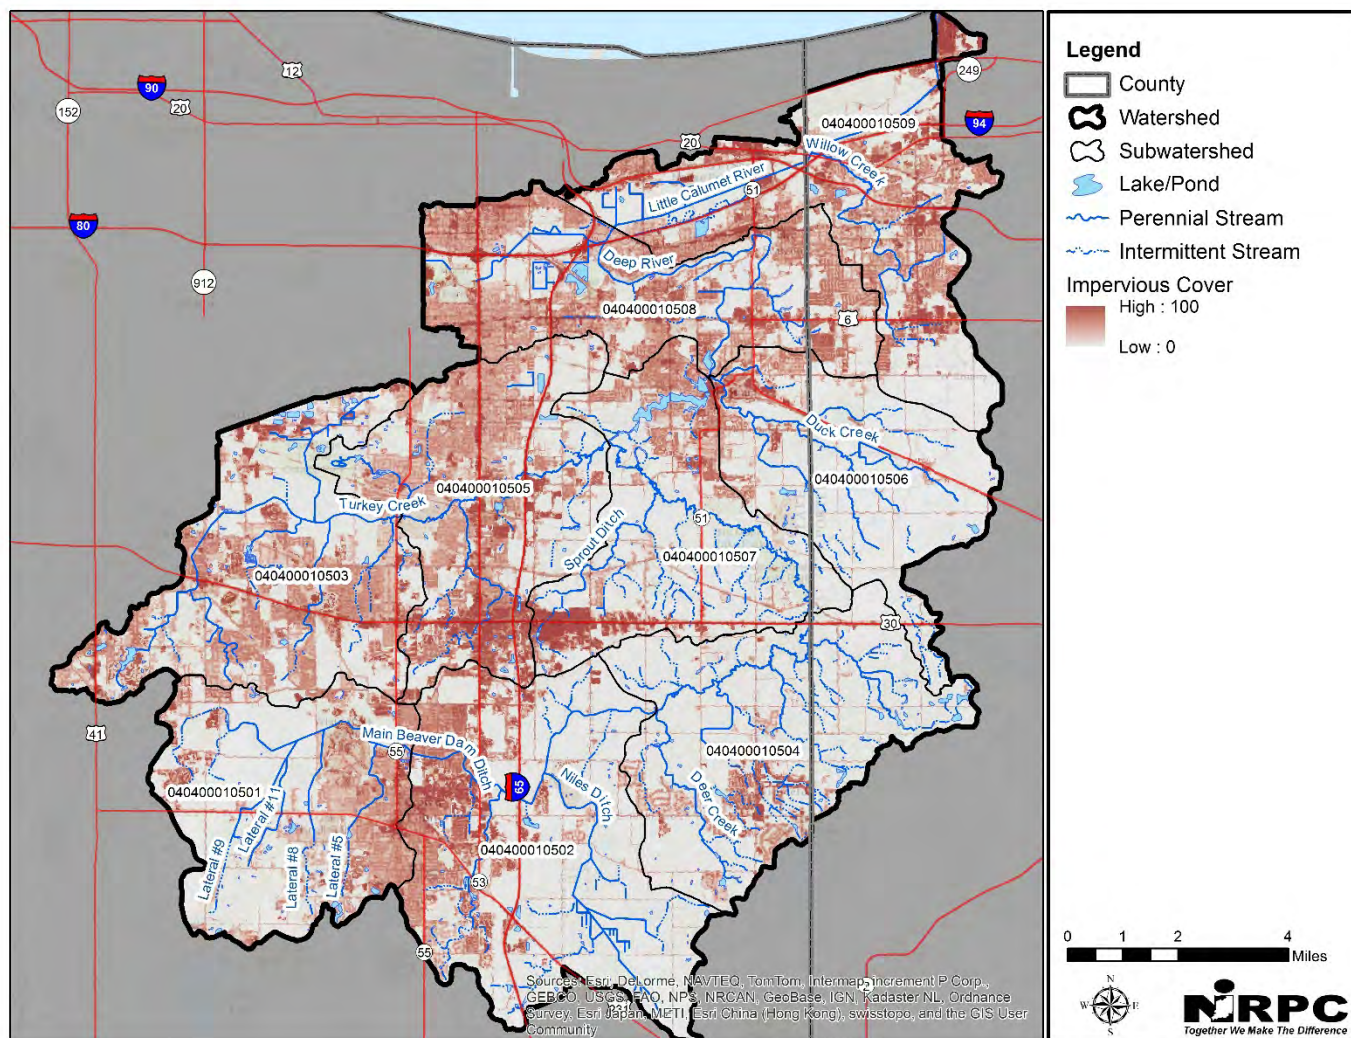 12
90
20
152
249
94
040400010509
20
Willow Creek
Little Calumet River
51
80
Deep River
912
040400010508
6
Duck Creek
040400010505
040400010506
Turkey Creek
51
Sprout Ditch
040400010507
040400010503
30
41
Main Beaver Dam Ditch
55
040400010504
65
Niles Ditch
Deer Creek
040400010501
Lateral #11
040400010502
Lateral #9
Lateral #8
Lateral #5
53
55
231
2
Sources: Esri, DeLorme, NAVTEQ, TomTom, Intermap, increment P Corp.,
GEBCO, USGS, FAO, NPS, NRCAN, GeoBase, IGN, Kadaster NL, Ordnance
Survey, Esri Japan, METI, Esri China (Hong Kong), swisstopo, and the GIS User
Community
Legend
County
Watershed
Subwatershed
Lake/Pond
Perennial Stream
Intermittent Stream
Impervious Cover
High : 100
Low : 0
0 1 2 4
Miles
N
W E
S
NIRPC
Together We Make The Difference